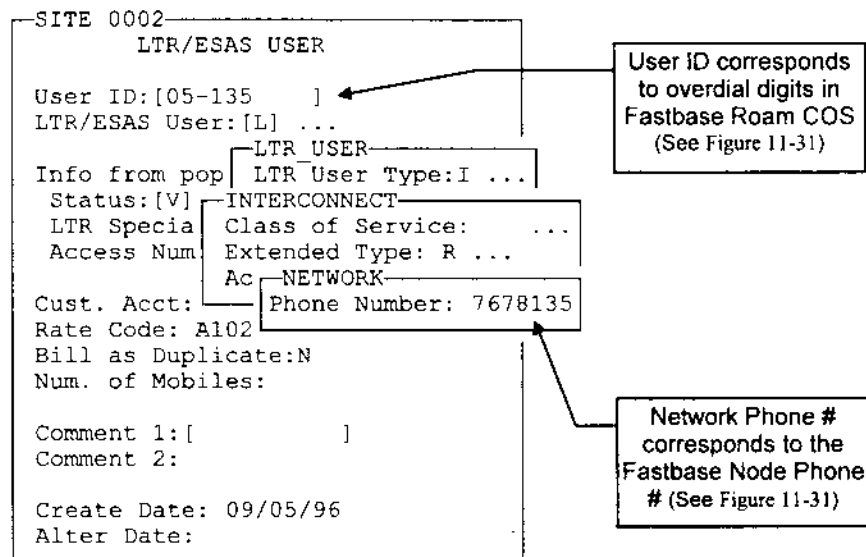 SITE 0002
LTR/ESAS USER
User ID:[05-135 ]
LTR/ESAS User:[L] ...
LTR_USER
Info from pop
LTR User Type:I ...
Status:[V]
INTERCONNECT
LTR Specia
Class of Service: ...
Access Num
Extended Type: R ...
Ac
NETWORK
Cust. Acct:
Phone Number: 7678135
Rate Code: A102
Bill as Duplicate:N
Num. of Mobiles:
Comment 1:[ ]
Comment 2:
Create Date: 09/05/96
Alter Date:
User ID corresponds
to overdial digits in
Fastbase Roam COS
(See Figure 11-31)
Network Phone #
corresponds to the
Fastbase Node Phone
# (See Figure 11-31)